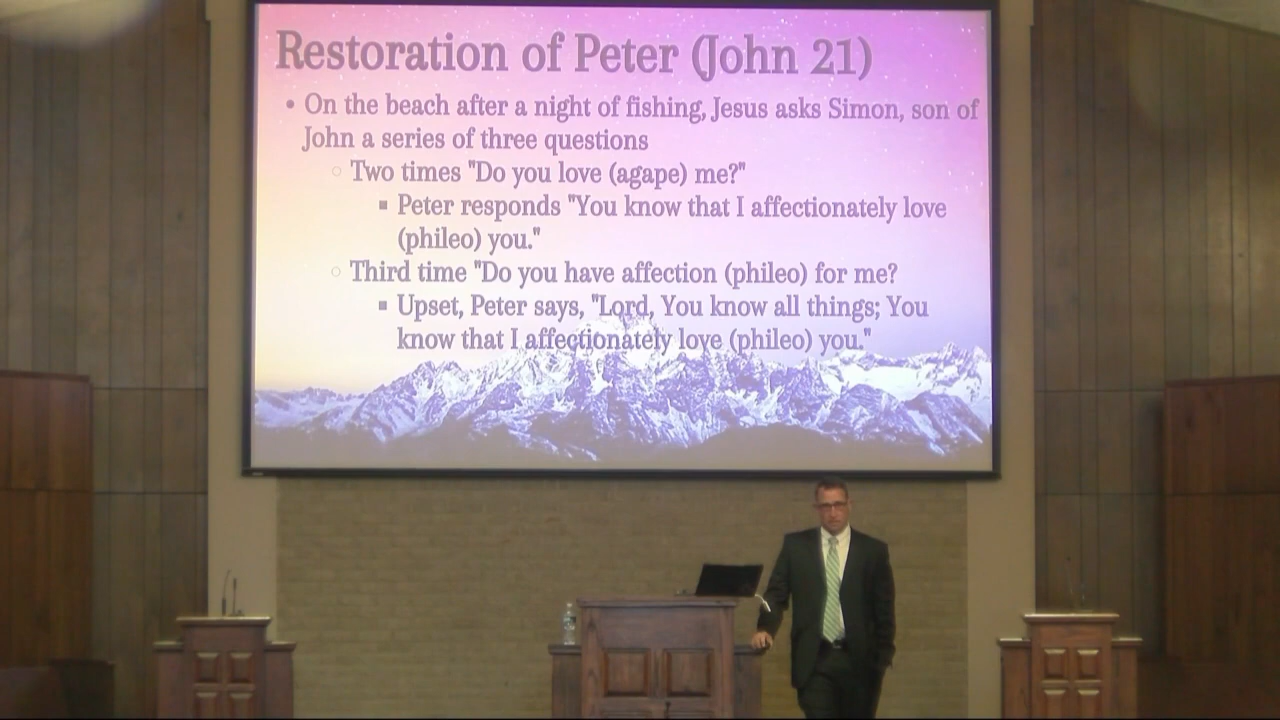 Restoration of Peter (John 21)
• On the beach after a night of fishing, Jesus asks Simon, son of
John a series of three questions
○ Two times "Do you love (agape) me?"
▪ Peter responds "You know that I affectionately love
(phileo) you."
○ Third time "Do you have affection (phileo) for me?
▪ Upset, Peter says, "Lord, You know all things; You
know that I affectionately love (phileo) you."